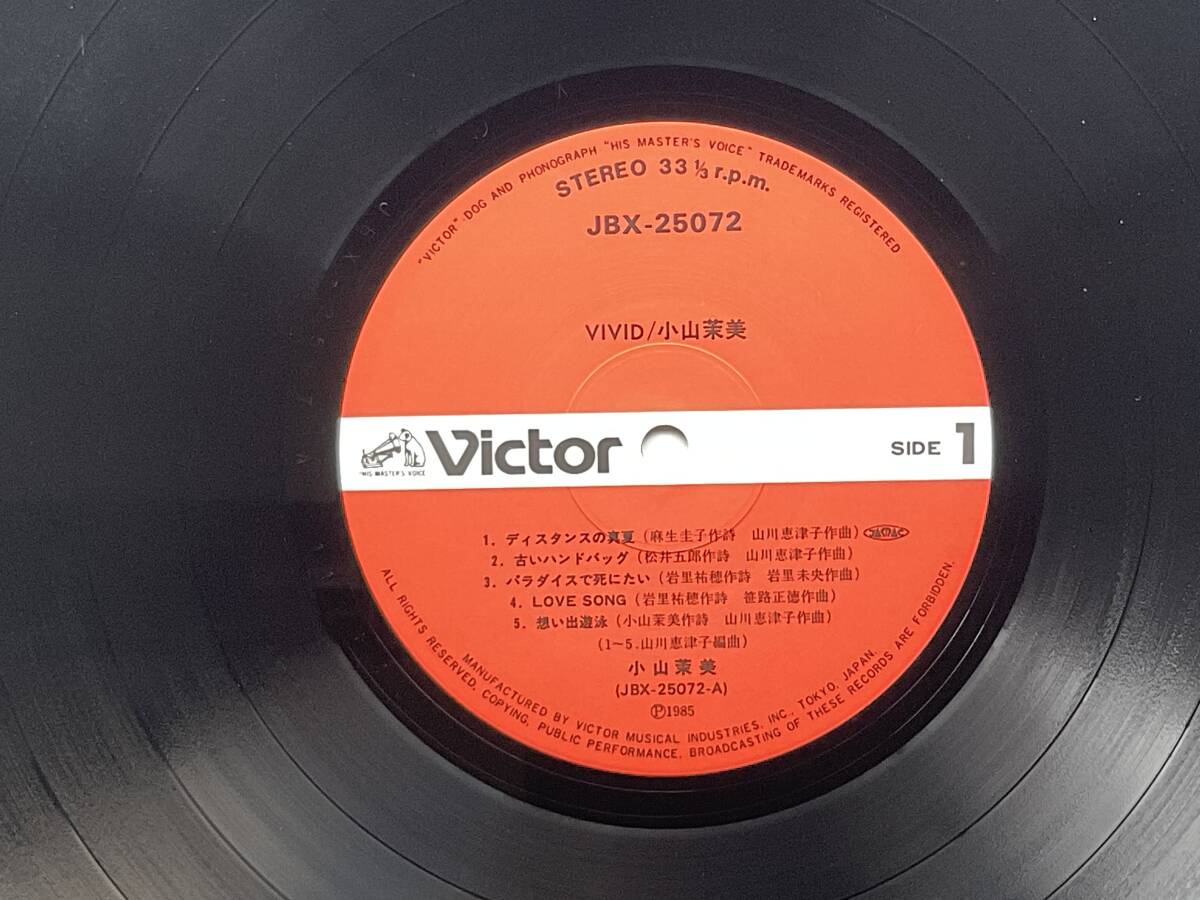 "VICTOR"-DOG AND PHONOGRAPH "HIS MASTER'S VOICE" TRADEMARKS REGISTERED
STEREO 33 ⅓ r.p.m.
JBX-25072
VIVID/小山茉美
"HIS MASTER'S VOICE
Victor
SIDE 1
1. ディスタンスの真夏 (麻生圭子作詩 山川恵津子作曲) JASRAC
2. 古いハンドバッグ (松井五郎作詩 山川恵津子作曲)
3. パラダイスで死にたい (岩里祐穂作詩 岩里未央作曲)
4. LOVE SONG (岩里祐穂作詩 笹路正徳作曲)
5. 想い出遊泳 (小山茉美作詩 山川恵津子作曲)
(1~5.山川恵津子編曲)
小山茉美
(JBX-25072-A)
Ⓟ1985
MANUFACTURED BY VICTOR MUSICAL INDUSTRIES, INC., TOKYO, JAPAN.
ALL RIGHTS RESERVED. COPYING, PUBLIC PERFORMANCE, BROADCASTING OF THESE RECORDS ARE FORBIDDEN.